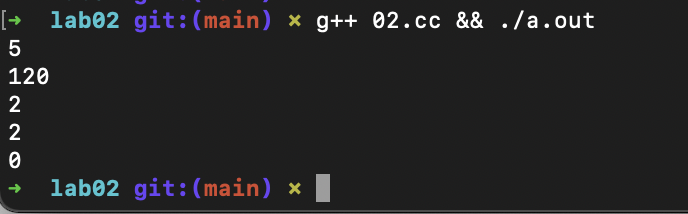 [➜  lab02 git:(main) ✗ g++ 02.cc && ./a.out
5
120
2
2
0
➜  lab02 git:(main) ✗